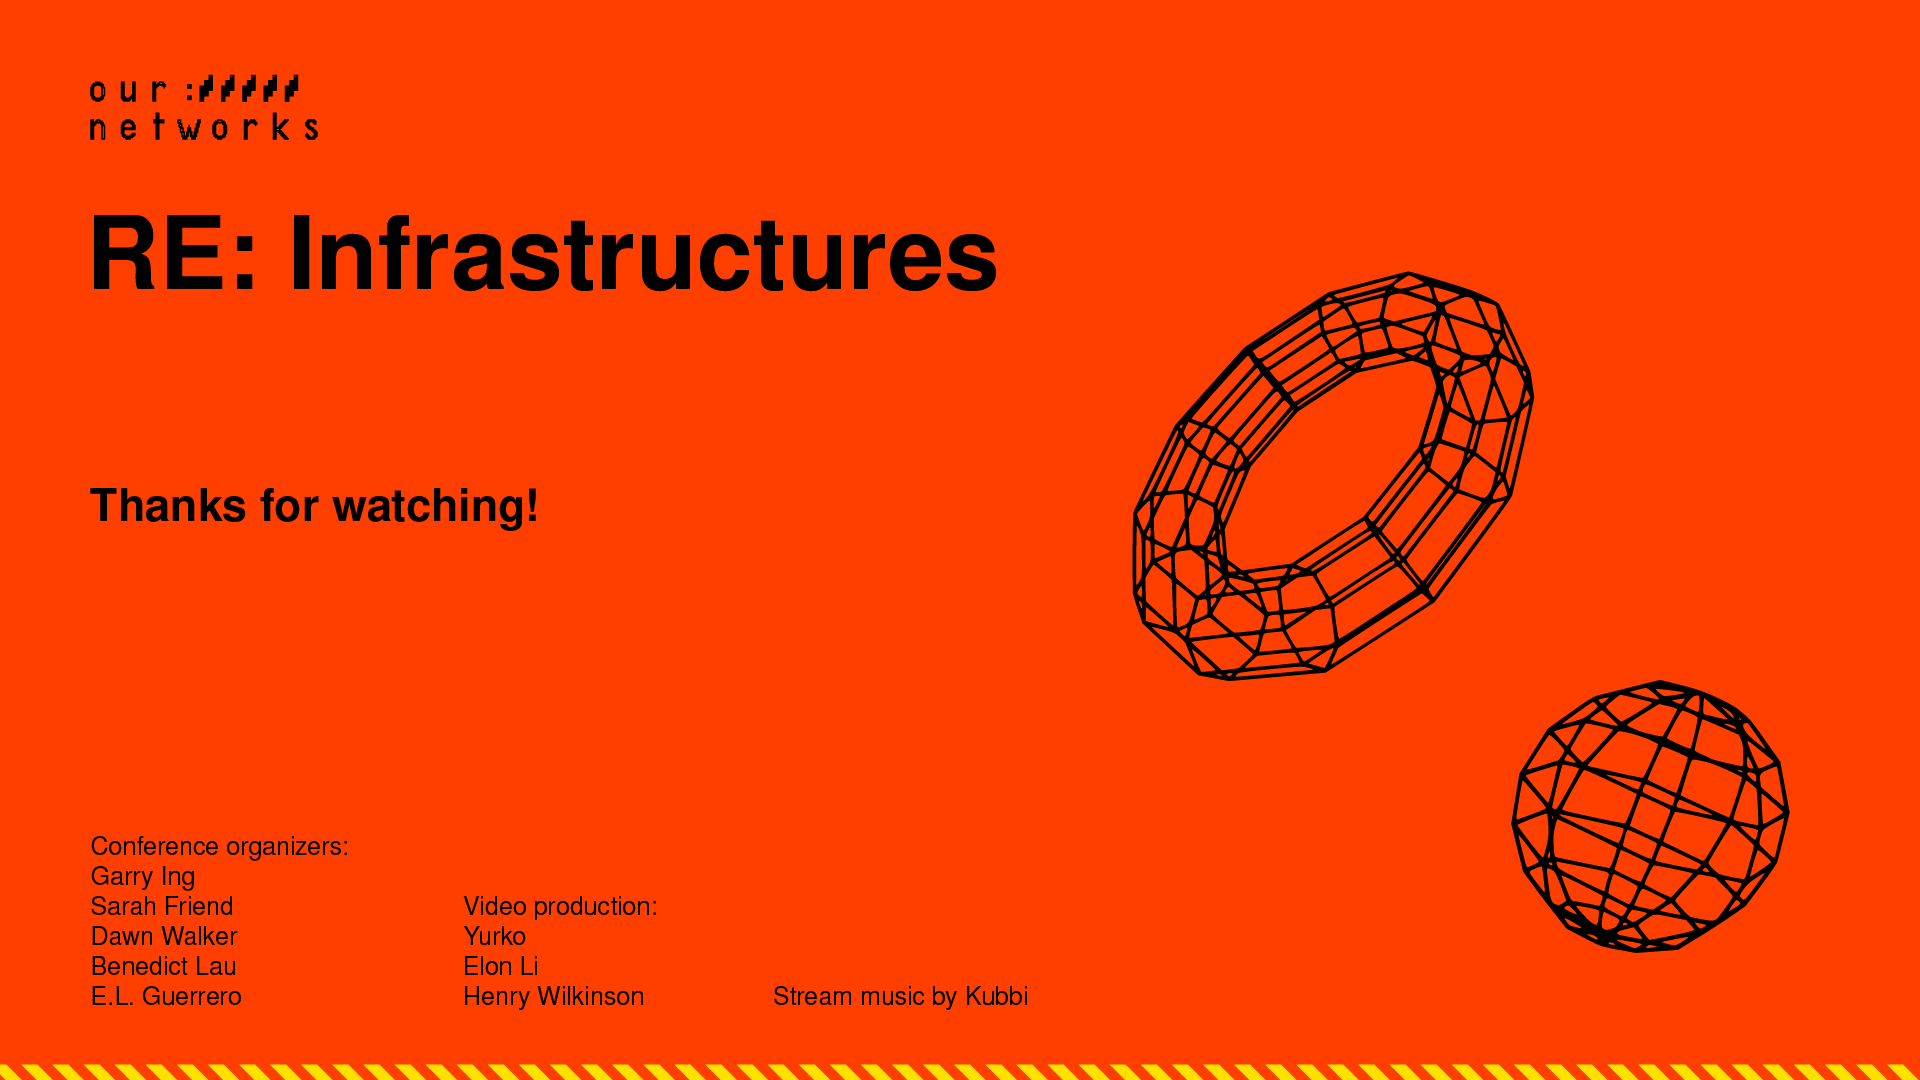 our:
networks
RE: Infrastructures
Thanks for watching!
Conference organizers:
Garry Ing
Sarah Friend
Dawn Walker
Benedict Lau
E.L. Guerrero
Video production:
Yurko
Elon Li
Henry Wilkinson
Stream music by Kubbi